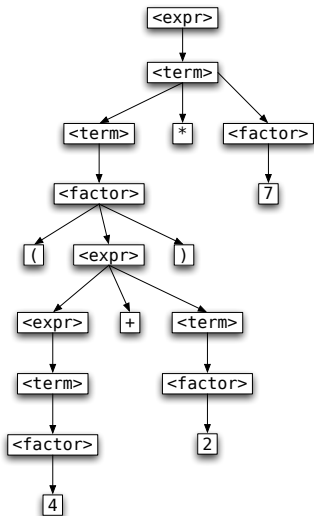 <expr>
<term>
<term> * <factor>
<factor> 7
( <expr> )
<expr> + <term>
<term> <factor>
<factor> 2
4